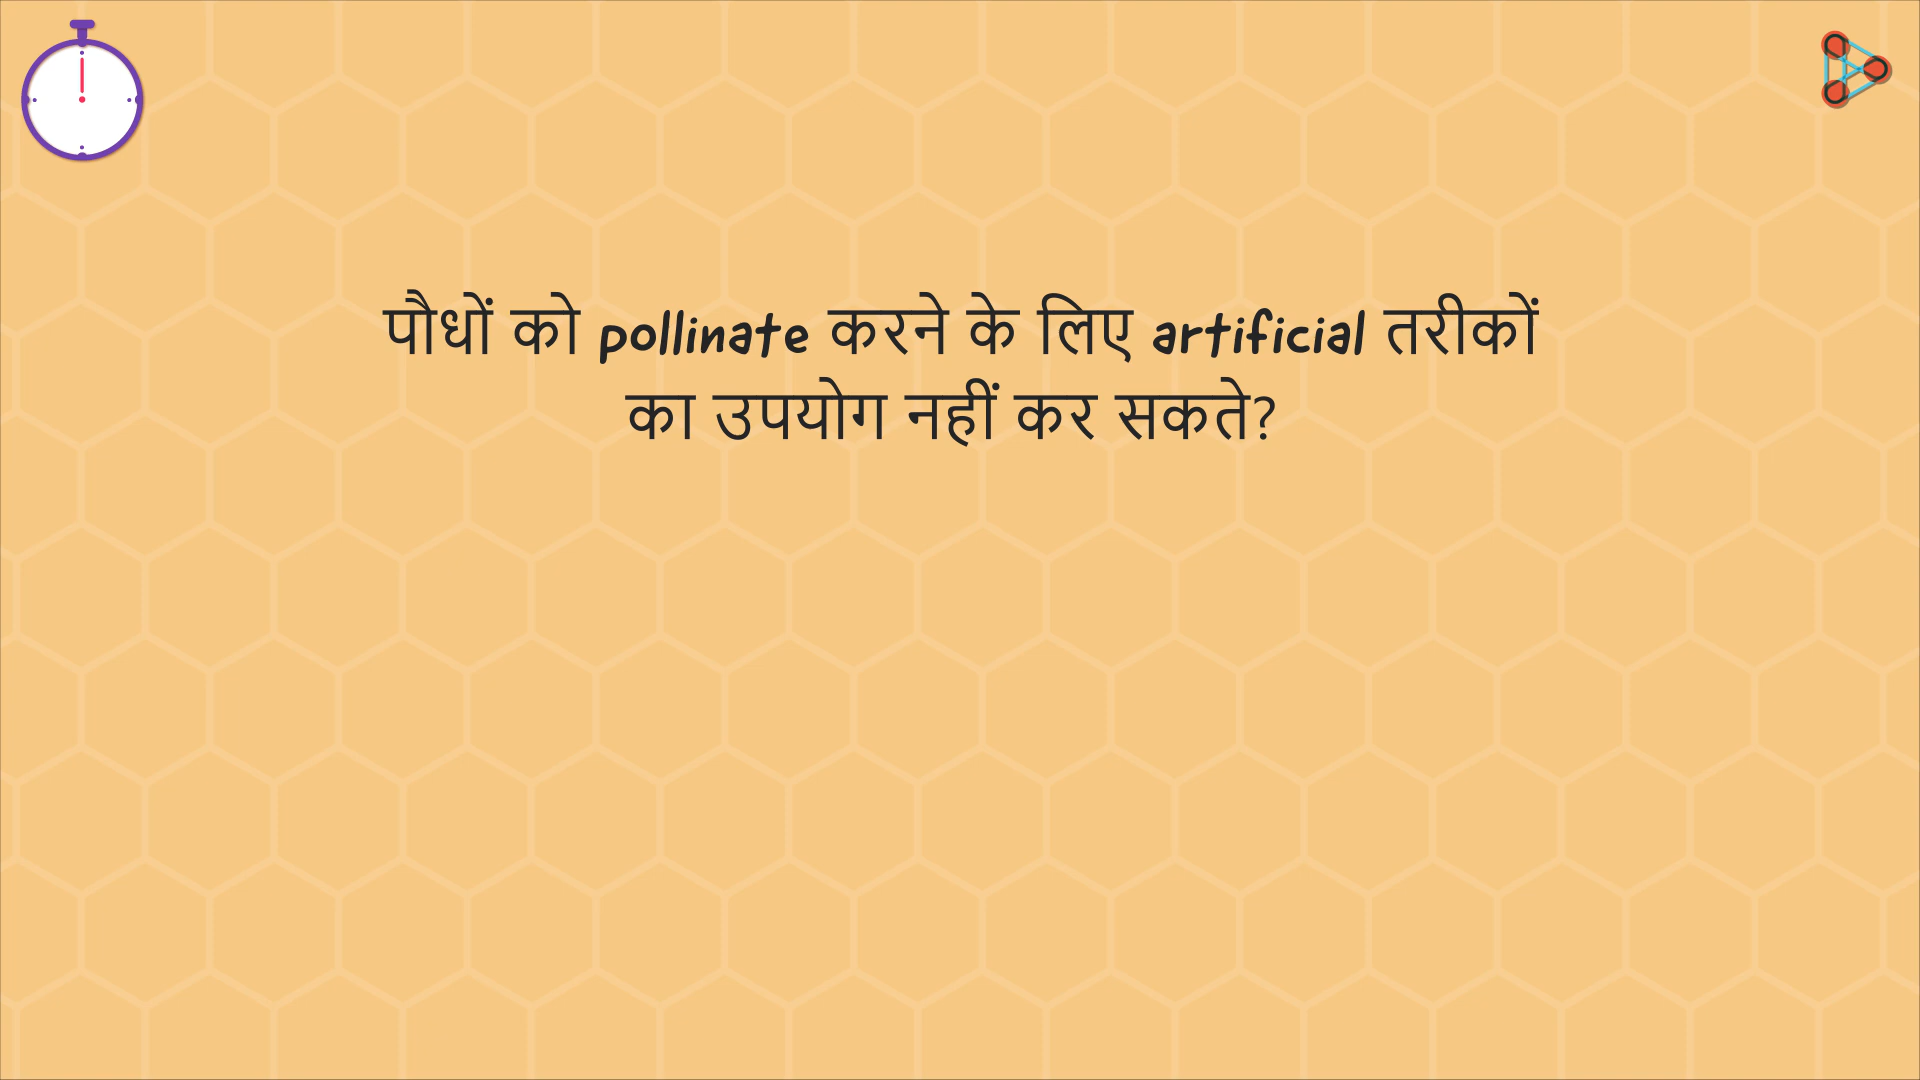 पौधों को pollinate करने के लिए artificial तरीकों
का उपयोग नहीं कर सकते?